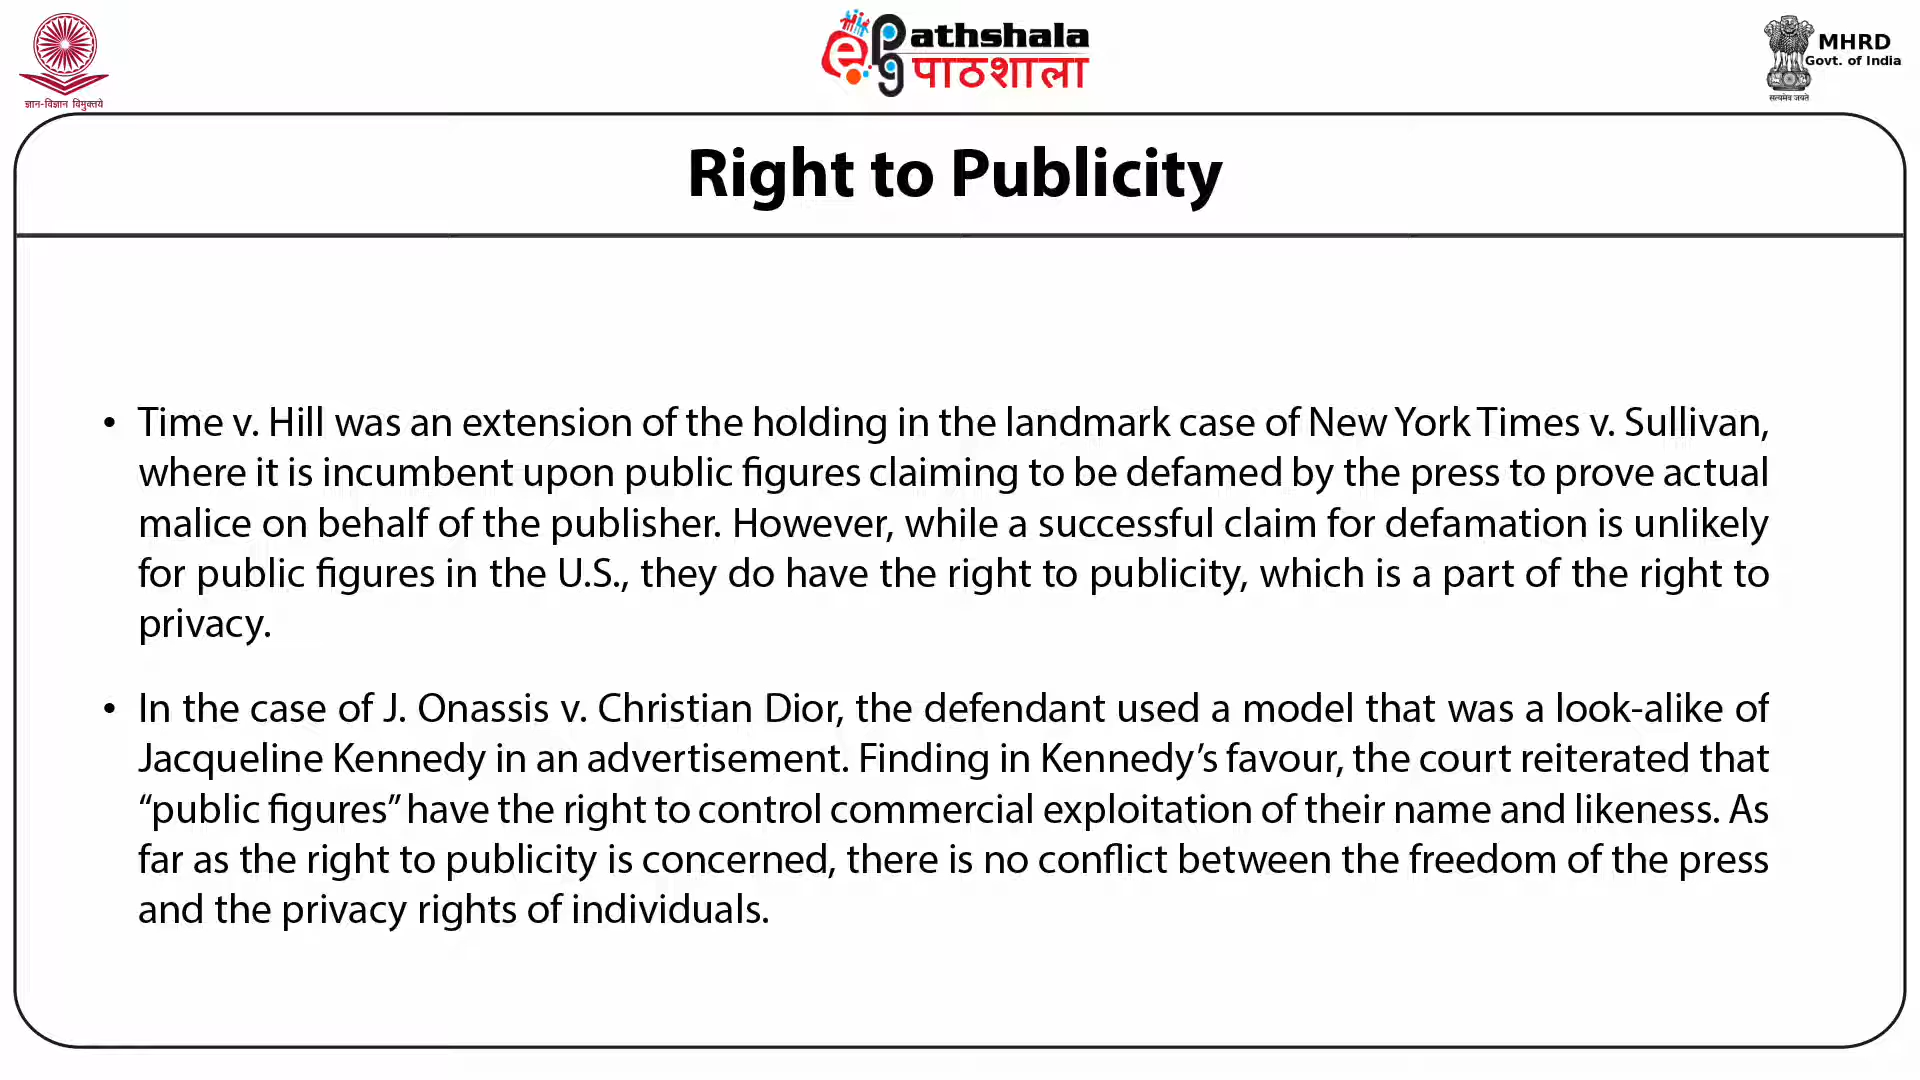 ज्ञान-विज्ञान विमुक्तये
ePG athshala
पाठशाला
MHRD
Govt. of India
सत्यमेव जयते
Right to Publicity
• Time v. Hill was an extension of the holding in the landmark case of New York Times v. Sullivan,
where it is incumbent upon public figures claiming to be defamed by the press to prove actual
malice on behalf of the publisher. However, while a successful claim for defamation is unlikely
for public figures in the U.S., they do have the right to publicity, which is a part of the right to
privacy.
• In the case of J. Onassis v. Christian Dior, the defendant used a model that was a look-alike of
Jacqueline Kennedy in an advertisement. Finding in Kennedy’s favour, the court reiterated that
“public figures” have the right to control commercial exploitation of their name and likeness. As
far as the right to publicity is concerned, there is no conflict between the freedom of the press
and the privacy rights of individuals.